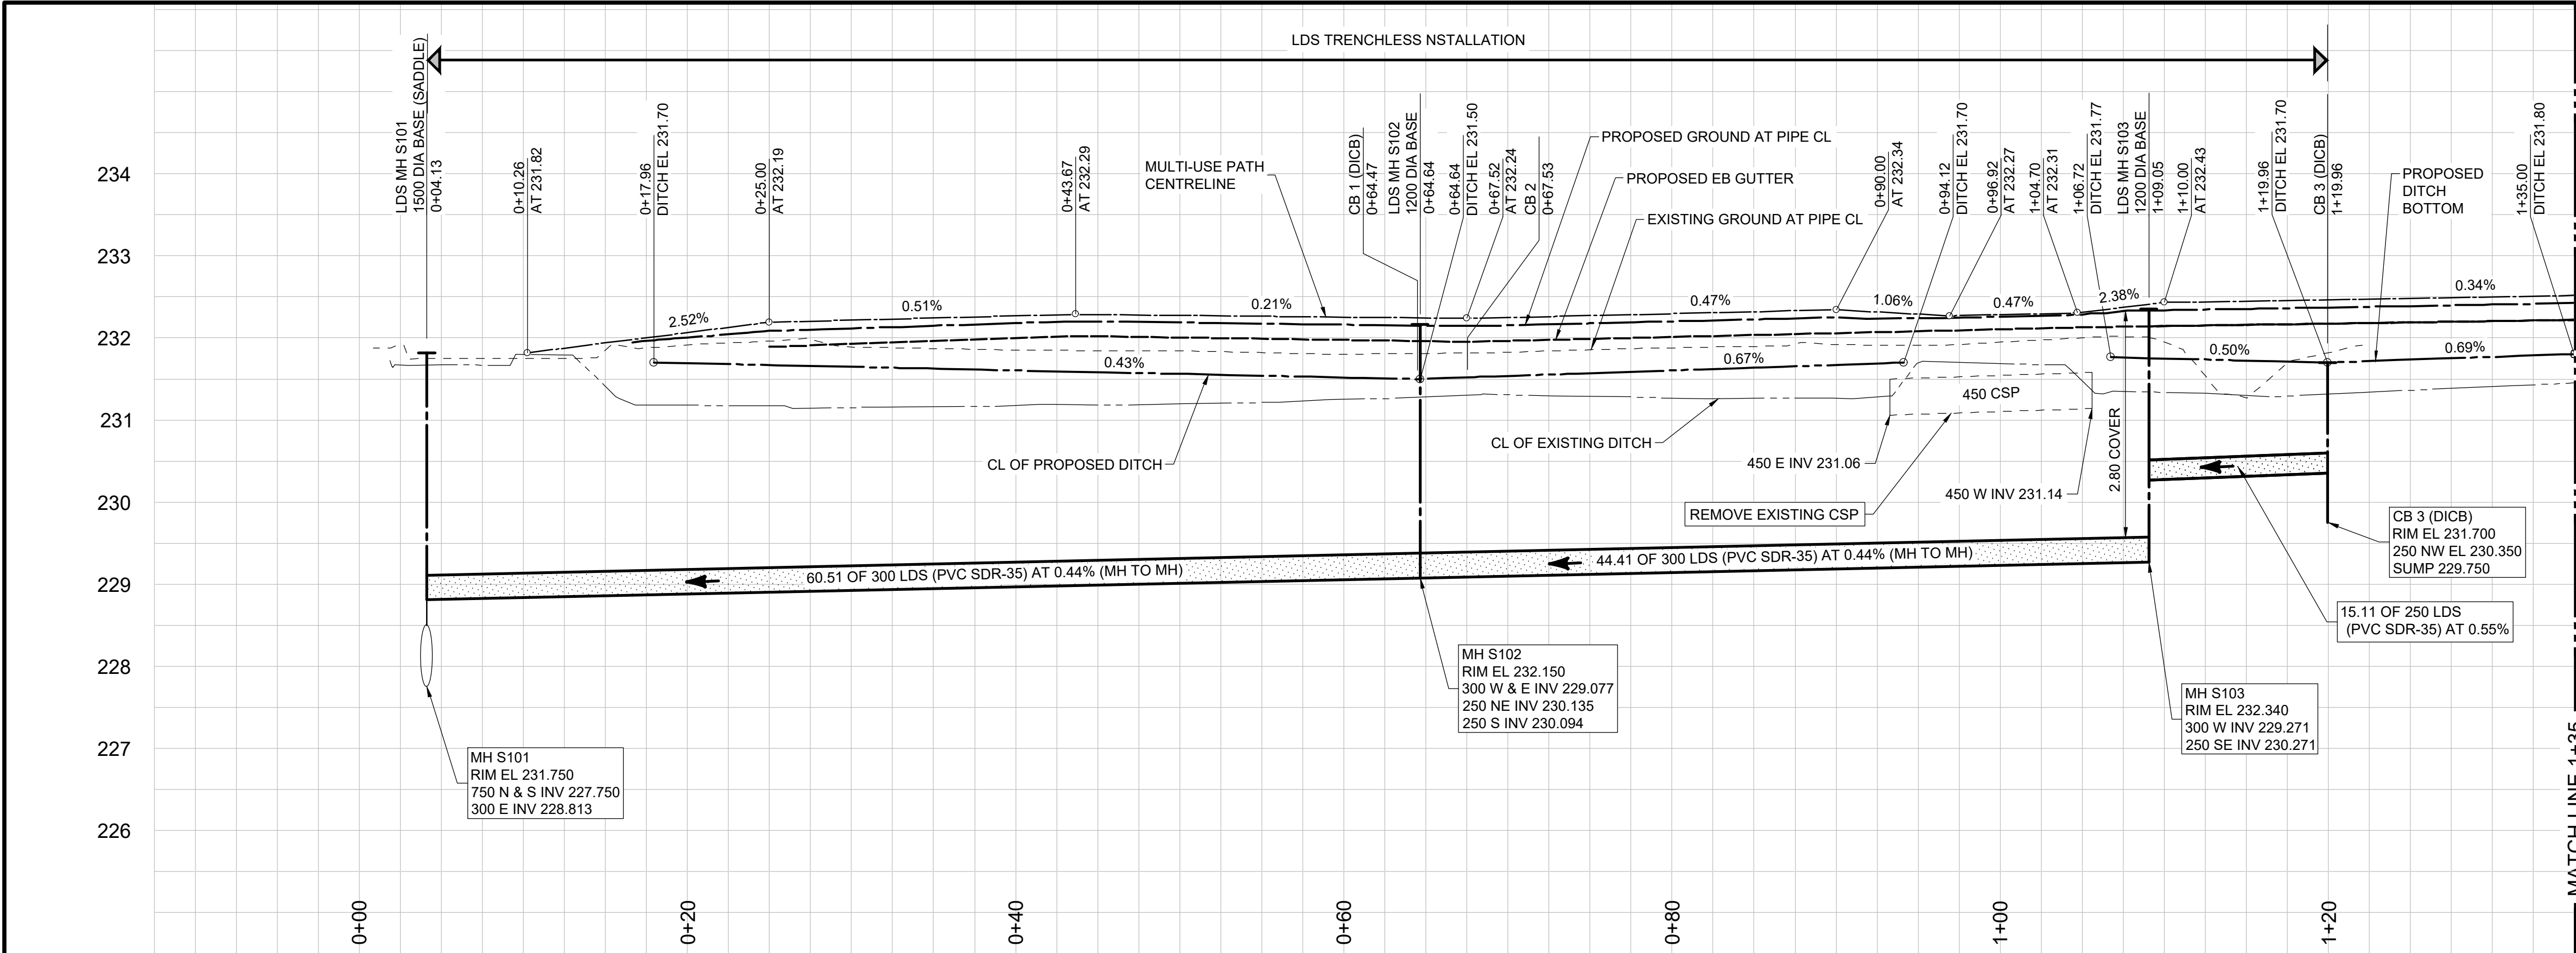 LDS TRENCHLESS NSTALLATION
LDS MH S101
1500 DIA BASE (SADDLE)
0+04.13
0+10.26
AT 231.82
0+17.96
DITCH EL 231.70
0+25.00
AT 232.19
0+43.67
AT 232.29
MULTI-USE PATH
CENTRELINE
CB 1 (DICB)
0+64.47
LDS MH S102
1200 DIA BASE
0+64.64
0+64.64
DITCH EL 231.50
0+67.52
AT 232.24
CB 2
0+67.53
PROPOSED GROUND AT PIPE CL
PROPOSED EB GUTTER
EXISTING GROUND AT PIPE CL
0+90.00
AT 232.34
0+94.12
DITCH EL 231.70
0+96.92
AT 232.27
1+04.70
AT 232.31
1+06.72
DITCH EL 231.77
LDS MH S103
1200 DIA BASE
1+09.05
1+10.00
AT 232.43
1+19.96
DITCH EL 231.70
CB 3 (DICB)
1+19.96
PROPOSED
DITCH
BOTTOM
1+35.00
DITCH EL 231.80
234
233
232
231
230
229
228
227
226
2.52%
0.51%
0.21%
0.47%
1.06%
0.47%
2.38%
0.34%
0.43%
0.67%
0.50%
0.69%
CL OF PROPOSED DITCH
CL OF EXISTING DITCH
450 CSP
450 E INV 231.06
450 W INV 231.14
REMOVE EXISTING CSP
2.80 COVER
60.51 OF 300 LDS (PVC SDR-35) AT 0.44% (MH TO MH)
44.41 OF 300 LDS (PVC SDR-35) AT 0.44% (MH TO MH)
CB 3 (DICB)
RIM EL 231.700
250 NW EL 230.350
SUMP 229.750
15.11 OF 250 LDS
(PVC SDR-35) AT 0.55%
MH S101
RIM EL 231.750
750 N & S INV 227.750
300 E INV 228.813
MH S102
RIM EL 232.150
300 W & E INV 229.077
250 NE INV 230.135
250 S INV 230.094
MH S103
RIM EL 232.340
300 W INV 229.271
250 SE INV 230.271
MATCH LINE 1+35
0+00
0+20
0+40
0+60
0+80
1+00
1+20